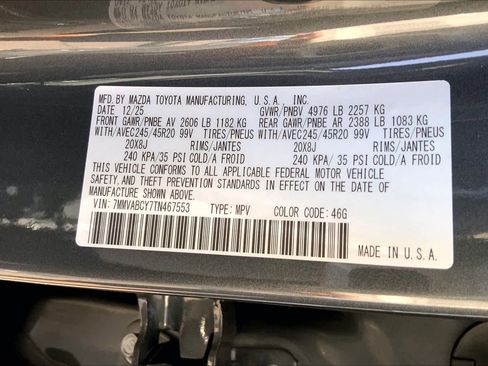 MFD. BY MAZDA TOYOTA MANUFACTURING, U.S.A., INC.
DATE: 12/25 GVWR/PNBV 4976 LB 2257 KG
FRONT GAWR/PNBE AV 2606 LB 1182 KG REAR GAWR/PNBE AR 2388 LB 1083 KG
WITH/AVEC245/45R20 99V TIRES/PNEUS WITH/AVEC245/45R20 99V TIRES/PNEUS
20X8J RIMS/JANTES 20X8J RIMS/JANTES
240 KPA/35 PSI COLD/A FROID 240 KPA/35 PSI COLD/A FROID
THIS VEHICLE CONFORMS TO ALL APPLICABLE FEDERAL MOTOR VEHICLE SAFETY,
AND THEFT PREVENTION STANDARDS IN EFFECT ON THE DATE OF
MANUFACTURE SHOWN ABOVE.
VIN: 7MMVABCY7TN467553 TYPE: MPV COLOR CODE: 46G
MADE IN U.S.A.